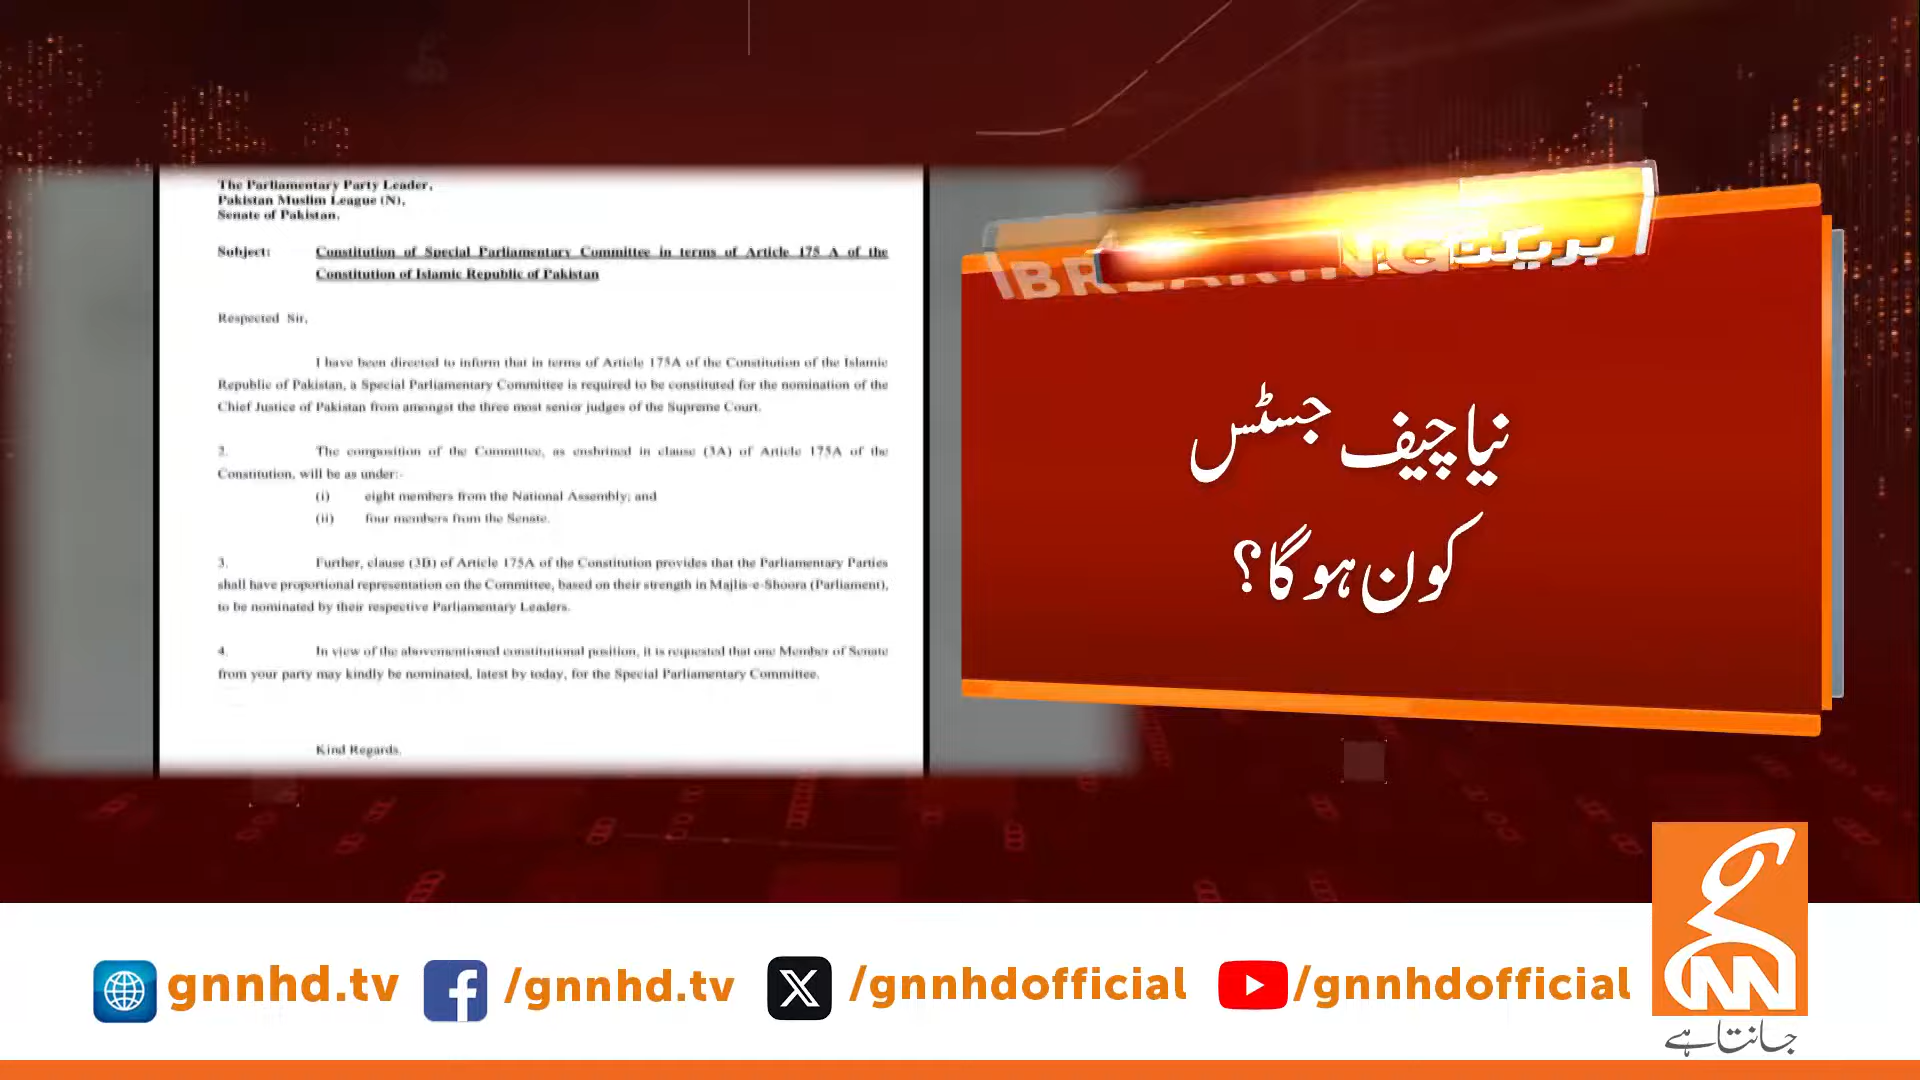 The Parliamentary Party Leader,
Pakistan Muslim League (N),
Senate of Pakistan.
Subject: Constitution of Special Parliamentary Committee in terms of Article 175 A of the
Constitution of Islamic Republic of Pakistan
Respected Sir,
I have been directed to inform that in terms of Article 175A of the Constitution of the Islamic
Republic of Pakistan, a Special Parliamentary Committee is required to be constituted for the nomination of the
Chief Justice of Pakistan from amongst the three most senior judges of the Supreme Court.
2. The composition of the Committee, as enshrined in clause (3A) of Article 175A of the
Constitution, will be as under:-
(i) eight members from the National Assembly; and
(ii) four members from the Senate.
3. Further, clause (3B) of Article 175A of the Constitution provides that the Parliamentary Parties
shall have proportional representation on the Committee, based on their strength in Majlis-e-Shoora (Parliament),
to be nominated by their respective Parliamentary Leaders.
4. In view of the abovementioned constitutional position, it is requested that one Member of Senate
from your party may kindly be nominated, latest by today, for the Special Parliamentary Committee.
Kind Regards,
BREAKING
نیا چیف جسٹس
کون ہوگا؟
gnnhd.tv /gnnhd.tv /gnnhdofficial /gnnhdofficial
GNN
جانتا ہے